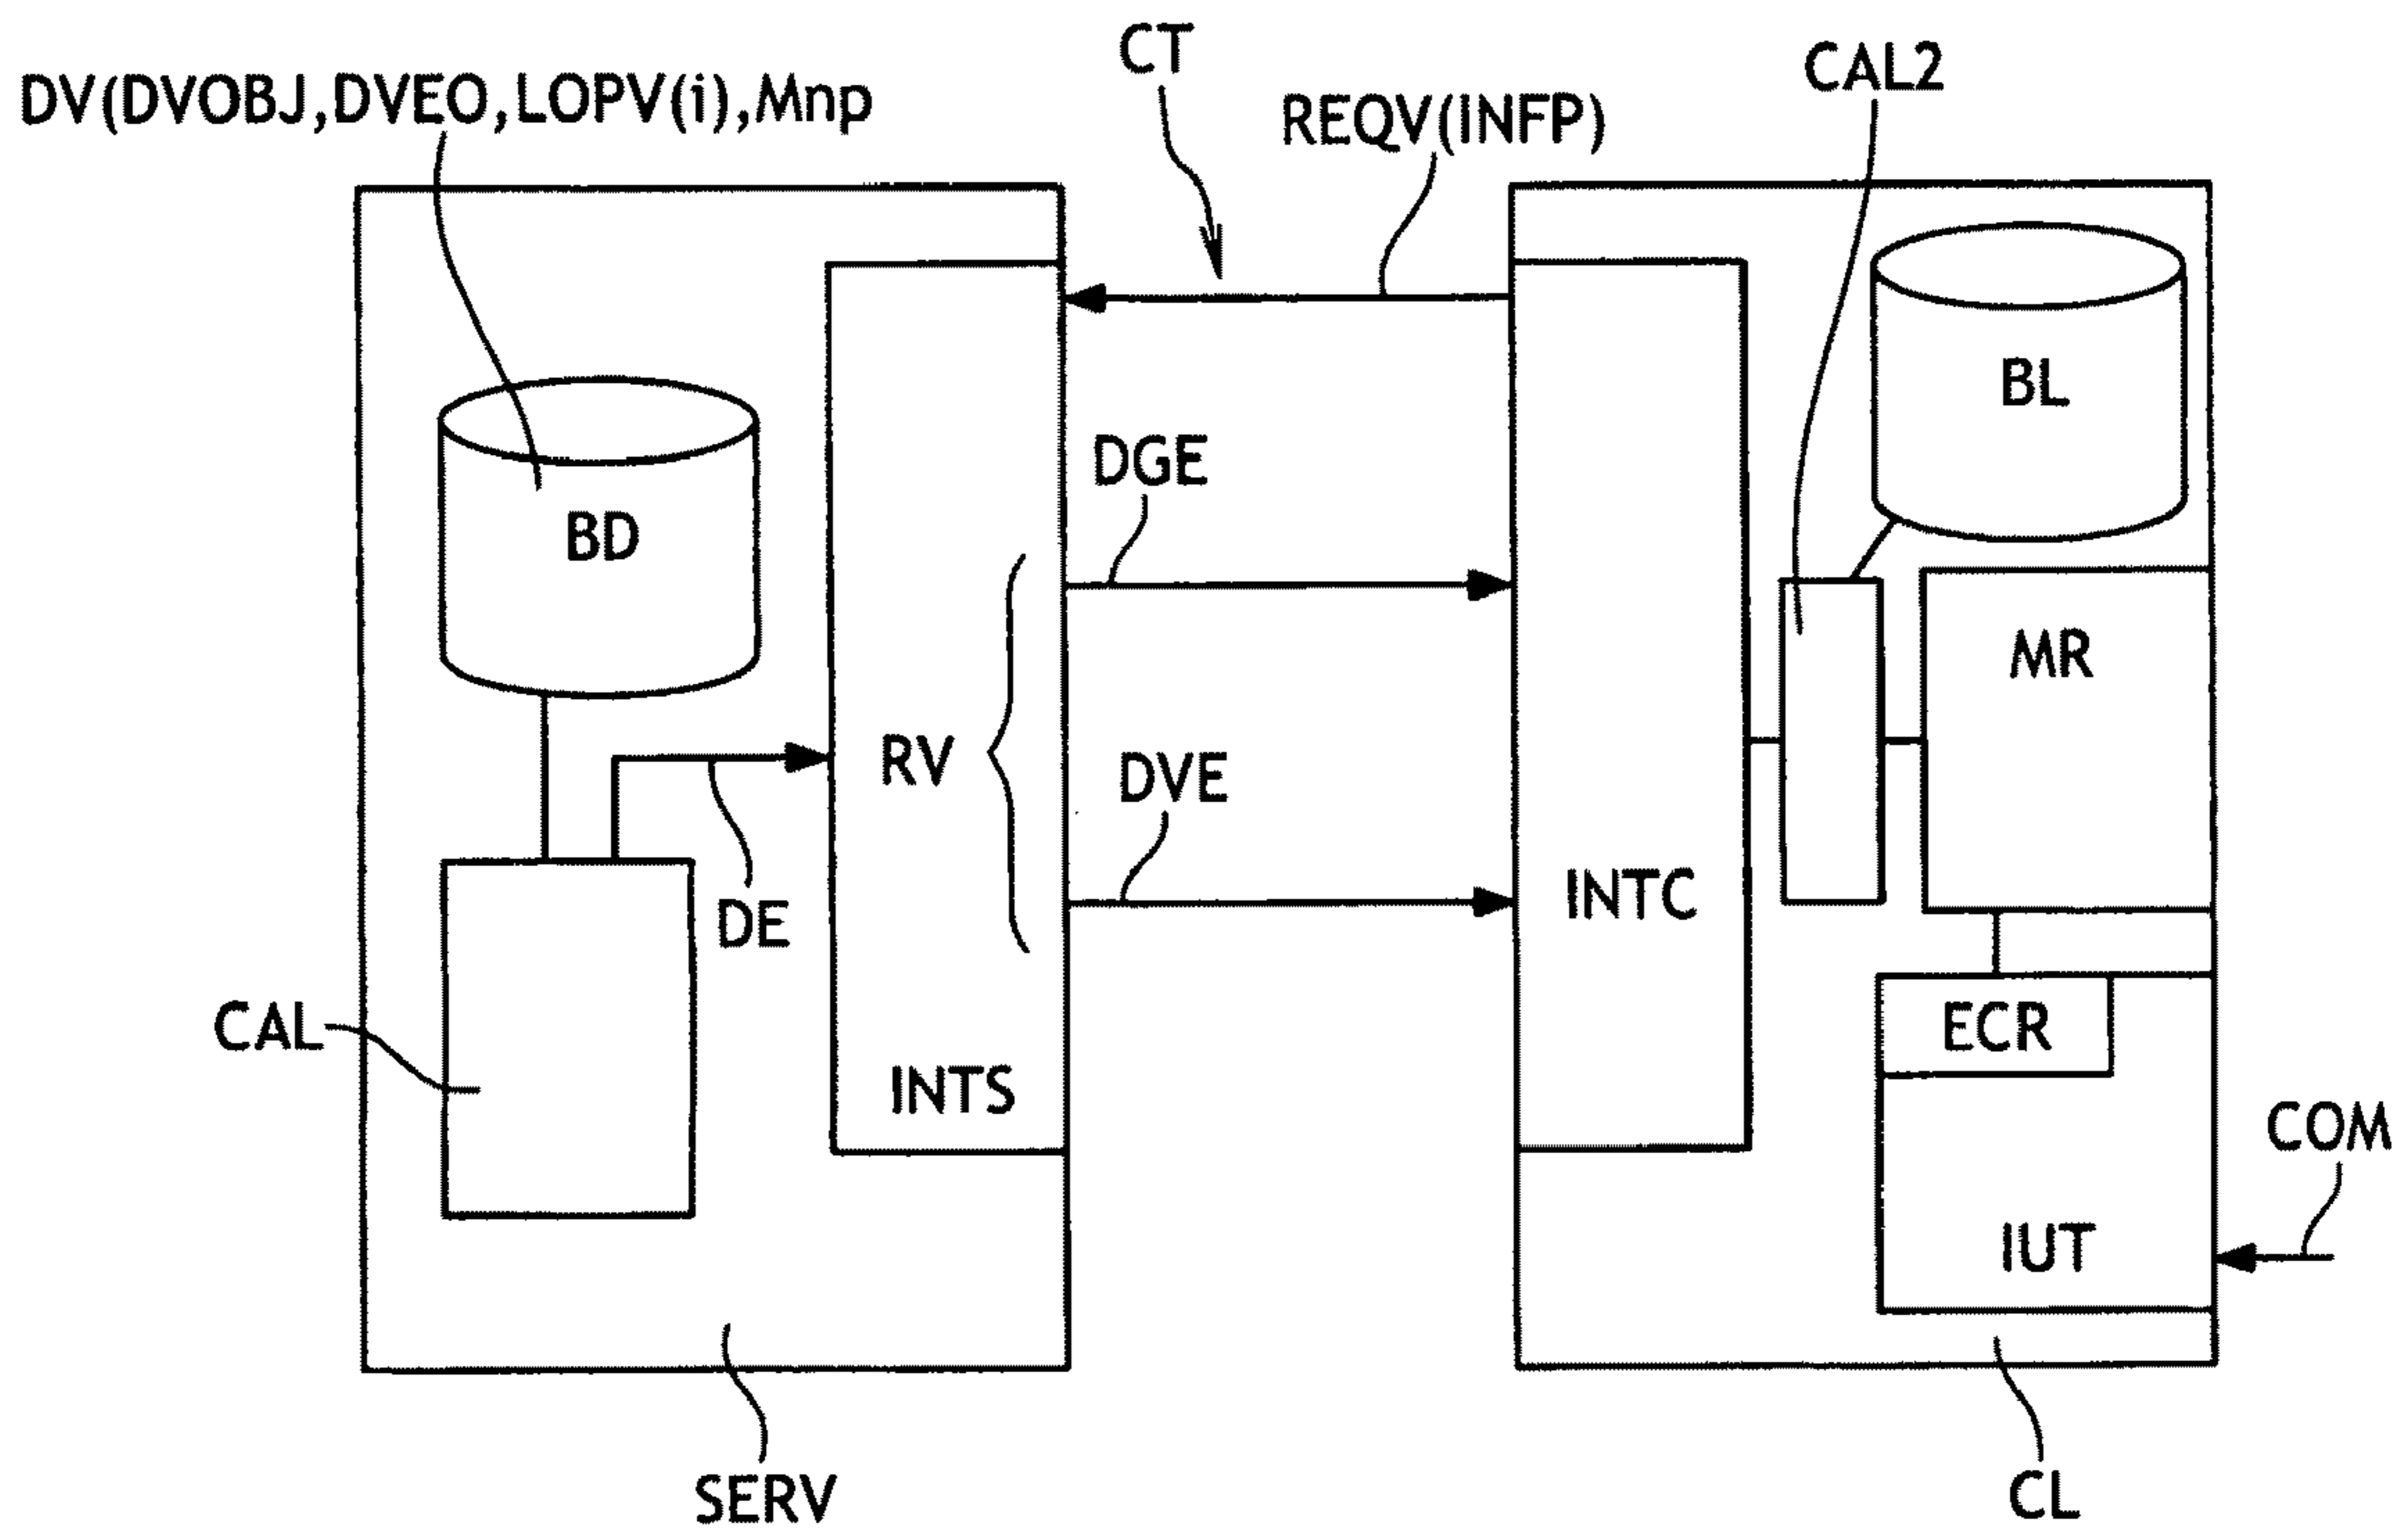 CT
CAL2
DV(DVOBJ,DVEO,LOPV(i),Mnp
REQV(INFP)
BL
DGE
BD
MR
RV
DVE
INTC
DE
CAL
ECR
INTS
COM
IUT
SERV
CL